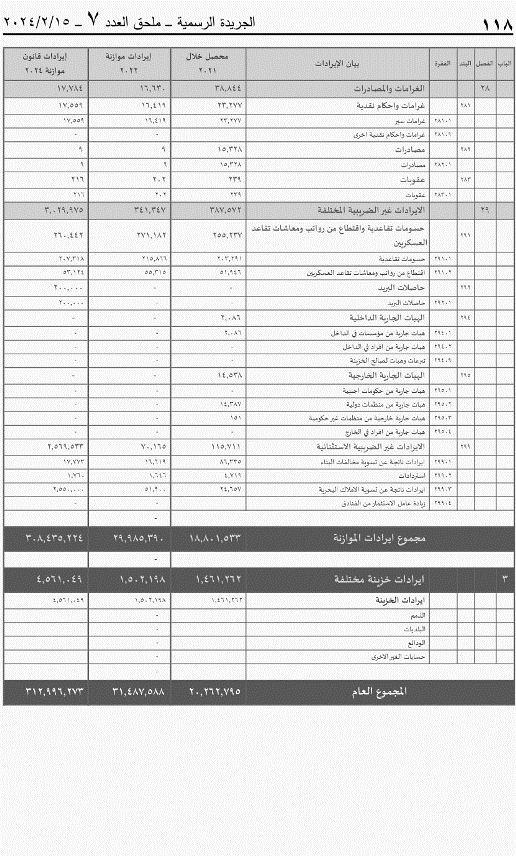 ١١٨ الجريدة الرسمية ــ ملحق العدد ٧ ــ ٢٠٢٤/٢/١٥
الباب الفصل البند الفقرة بيان الإيرادات محصل خلال ٢٠٢١ إيرادات موازنة ٢٠٢٢ إيرادات قانون موازنة ٢٠٢٤
٢٨ الغرامات والمصادرات ٣٨,٨٤٤ ١٦,٦٣٠ ١٧,٧٨٤
٢٨١ غرامات واحكام نقدية ٢٣,٢٧٧ ١٦,٤١٩ ١٧,٥٥٩
٢٨١٠١ غرامات سير ٢٣,٢٧٧ ١٦,٤١٩ ١٧,٥٥٩
٢٨١٠٩ غرامات واحكام نقدية اخرى - - -
٢٨٢ مصادرات ١٥,٣٢٨ ٩ ٩
٢٨٢٠١ مصادرات ١٥,٣٢٨ ٩ ٩
٢٨٣ عقوبات ٢٣٩ ٢٠٢ ٢١٦
٢٨٣٠١ عقوبات ٢٣٩ ٢٠٢ ٢١٦
٢٩ الايرادات غير الضريبية المختلفة ٣٨٧,٥٧٢ ٣٤١,٣٤٧ ٣,٠٢٩,٩٧٥
٢٩١ حسومات تقاعدية واقتطاع من رواتب ومعاشات تقاعد العسكريين ٢٥٥,٢٣٧ ٢٧١,١٨٢ ٢٦٠,٤٤٢
٢٩١٠١ حسومات تقاعدية ٢٠٣,٢٩١ ٢١٥,٨٦٦ ٢٠٧,٣١٨
٢٩١٠٢ اقتطاع من رواتب ومعاشات تقاعد العسكريين ٥١,٩٤٦ ٥٥,٣١٥ ٥٣,١٢٤
٢٩٢ حاصلات البريد - - ٢٠٠,٠٠٠
٢٩٢٠١ حاصلات البريد - - ٢٠٠,٠٠٠
٢٩٤ الهبات الجارية الداخلية ٢,٠٨٦ - -
٢٩٤٠١ هبات جارية من مؤسسات في الداخل ٢,٠٨٦ - -
٢٩٤٠٢ هبات جارية من افراد في الداخل - - -
٢٩٤٠٩ تبرعات وهبات لصالح الخزينة - - -
٢٩٥ الهبات الجارية الخارجية ١٤,٥٣٨ - -
٢٩٥٠١ هبات جارية من حكومات اجنبية - - -
٢٩٥٠٢ هبات جارية من منظمات دولية ١٤,٣٨٧ - -
٢٩٥٠٣ هبات جارية خارجية من منظمات غير حكومية ١٥١ - -
٢٩٥٠٤ هبات جارية من افراد في الخارج - - -
٢٩٩ الايرادات غير الضريبية الاستثنائية ١١٥,٧١١ ٧٠,١٦٥ ٢,٥٦٩,٥٣٣
٢٩٩٠١ ايرادات ناتجة عن تسوية مخالفات البناء ٨٦,٣٣٥ ١٦,٦١٩ ١٧,٧٧٣
٢٩٩٠٢ استردادات ٤,٧١٩ ١,٦٤٦ ١,٧٦٠
٢٩٩٠٣ ايرادات ناتجة عن تسوية الاملاك البحرية ٢٤,٦٥٧ ٥١,٩٠٠ ٢,٥٥٠,٠٠٠
٢٩٩٠٤ زيادة عامل الاستثمار من الفنادق - - -
-
مجموع ايرادات الموازنة ١٨,٨٠١,٥٣٣ ٢٩,٩٨٥,٣٩٠ ٣٠٨,٤٣٥,٢٢٤
-
٣ ايرادات خزينة مختلفة ١,٤٦١,٢٦٢ ١,٥٠٢,١٩٨ ٤,٥٦١,٠٤٩
ايرادات الخزينة ١,٤٦١,٢٦٢ ١,٥٠٢,١٩٨ ٤,٥٦١,٠٤٩
الذمم -
البلديات -
الودائع -
حسابات الغير الاخرى -
-
المجموع العام ٢٠,٢٦٢,٧٩٥ ٣١,٤٨٧,٥٨٨ ٣١٢,٩٩٦,٢٧٣